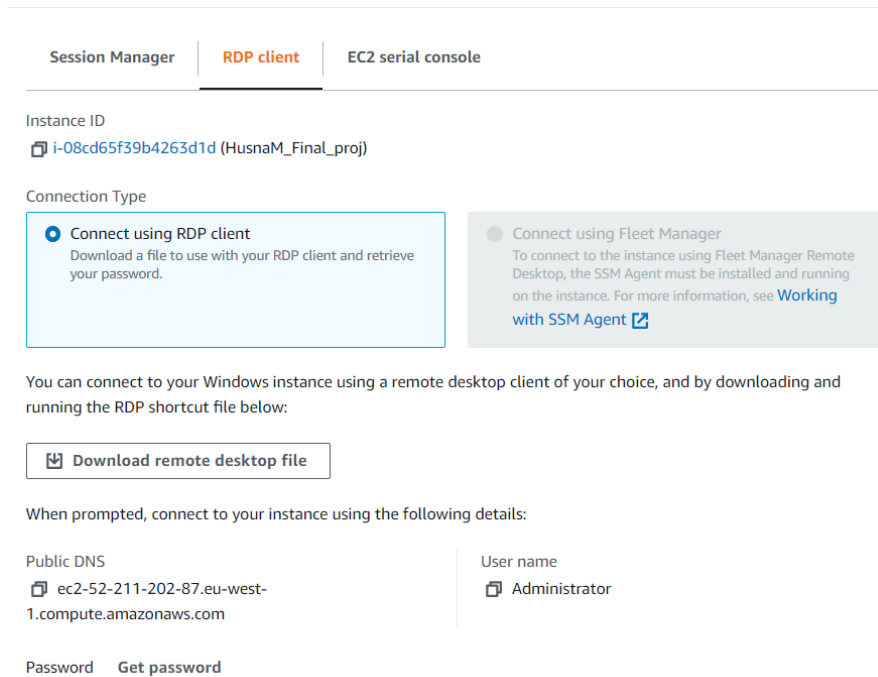 Session Manager
RDP client
EC2 serial console
Instance ID
i-08cd65f39b4263d1d (HusnaM_Final_proj)
Connection Type
Connect using RDP client
Download a file to use with your RDP client and retrieve
your password.
Connect using Fleet Manager
To connect to the instance using Fleet Manager Remote
Desktop, the SSM Agent must be installed and running
on the instance. For more information, see Working
with SSM Agent
You can connect to your Windows instance using a remote desktop client of your choice, and by downloading and
running the RDP shortcut file below:
Download remote desktop file
When prompted, connect to your instance using the following details:
Public DNS
ec2-52-211-202-87.eu-west-
1.compute.amazonaws.com
User name
Administrator
Password Get password